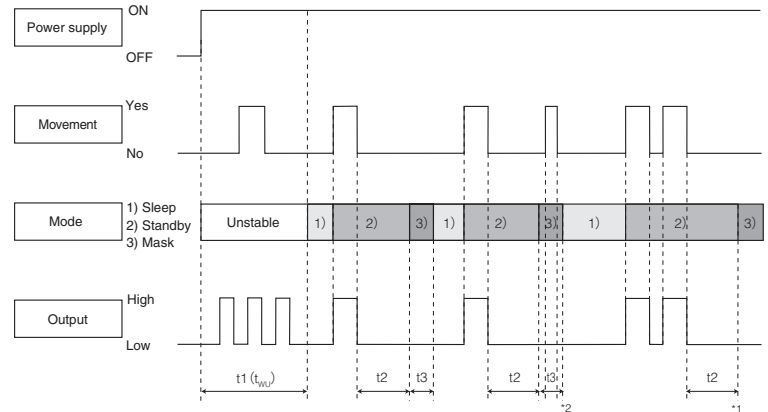 ON
Power supply
OFF
Yes
Movement
No
Mode
1) Sleep
2) Standby
3) Mask
Unstable 1) 2) 3) 1) 2) 3) 1) 2) 3)
High
Output
Low
t1 (tWU) t2 t3 t2 t3 t2
*2 *1